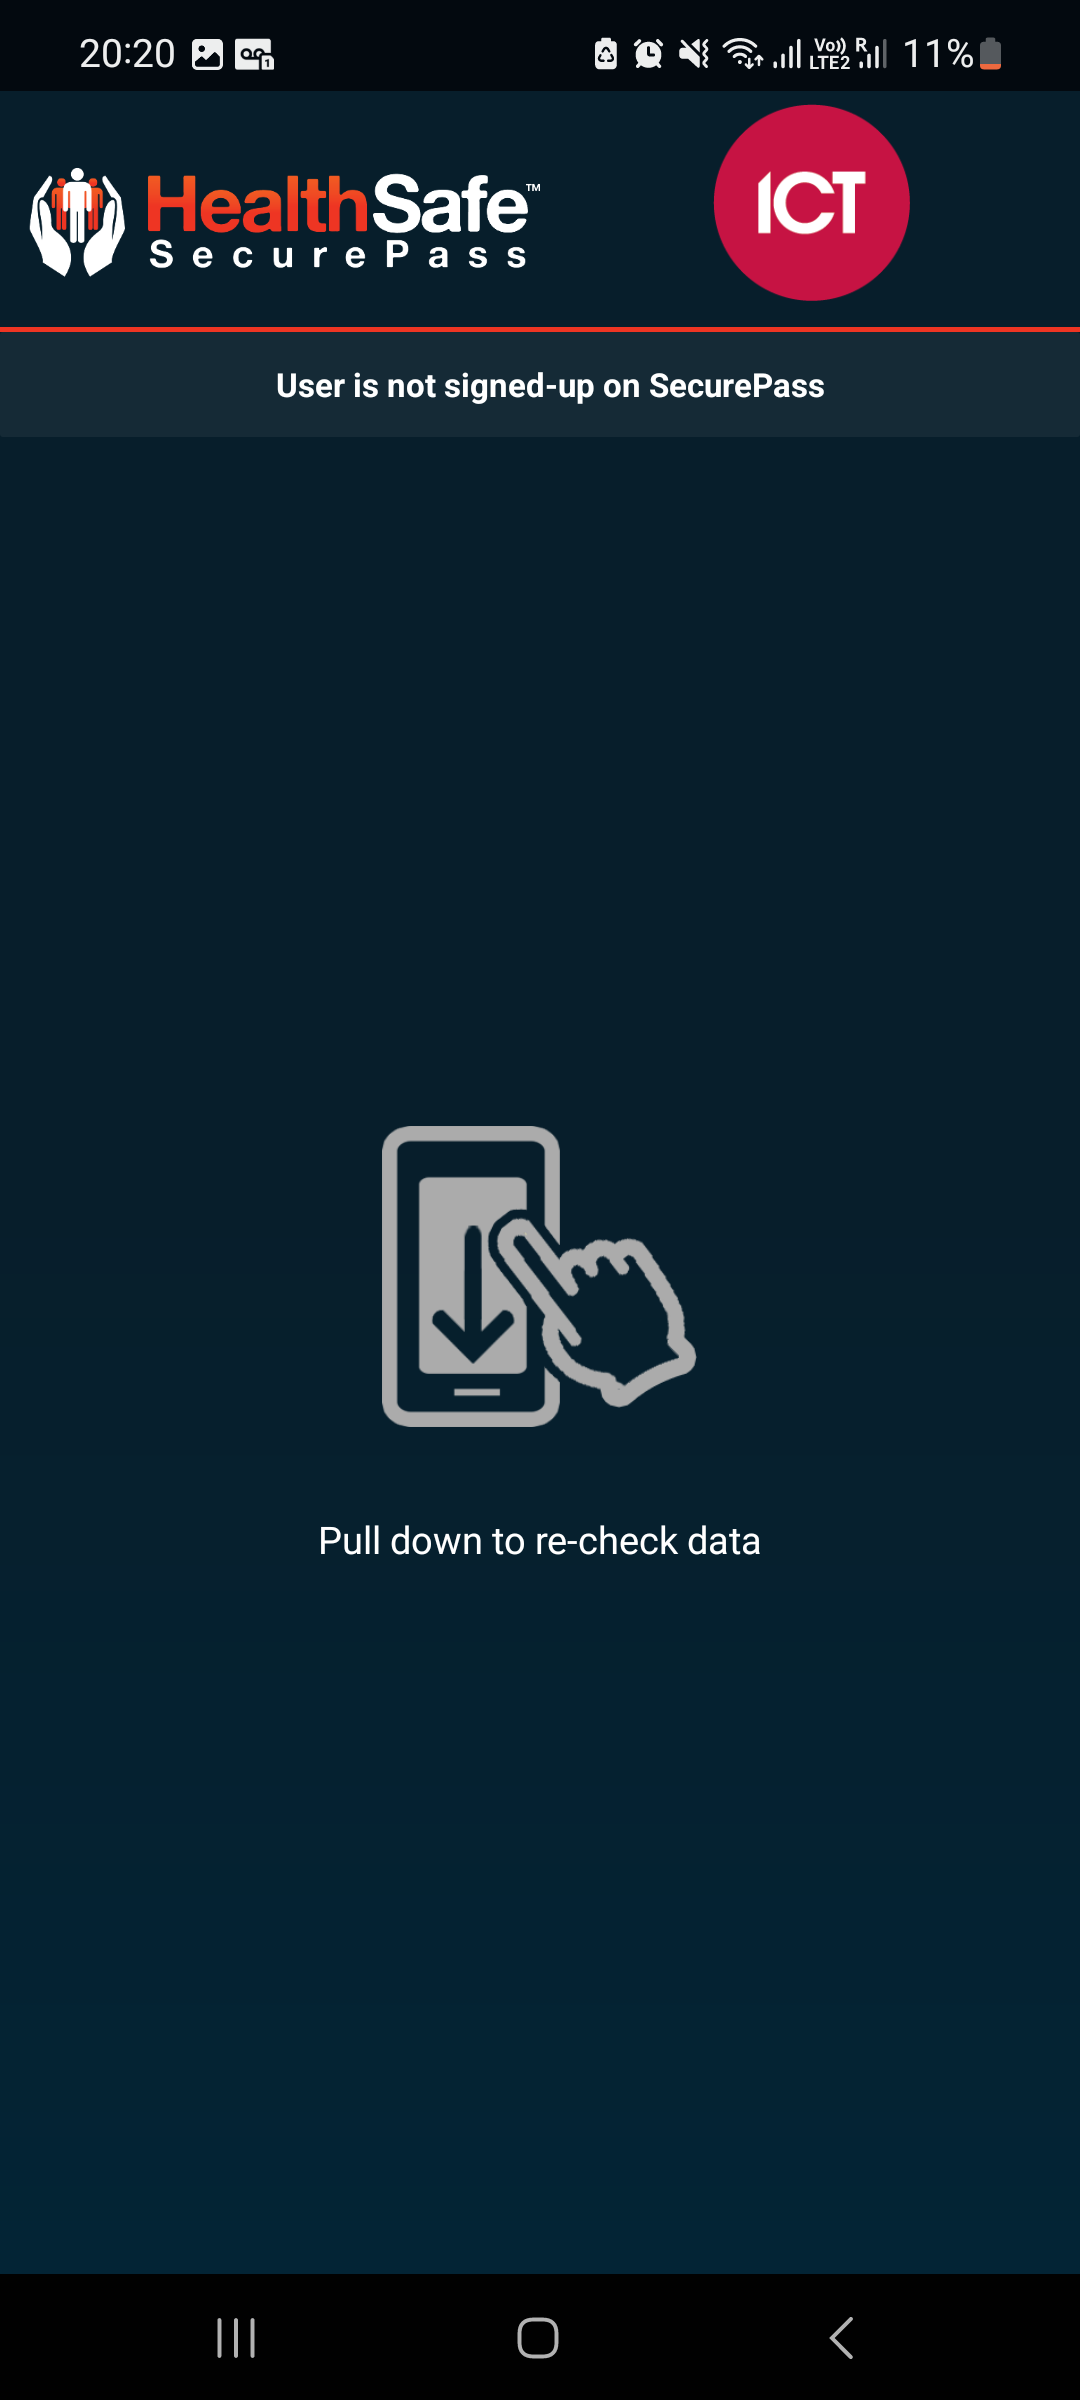 20:20
1
Vo)) R
LTE2
11%
HealthSafe™
SecurePass
ICT
User is not signed-up on SecurePass
Pull down to re-check data